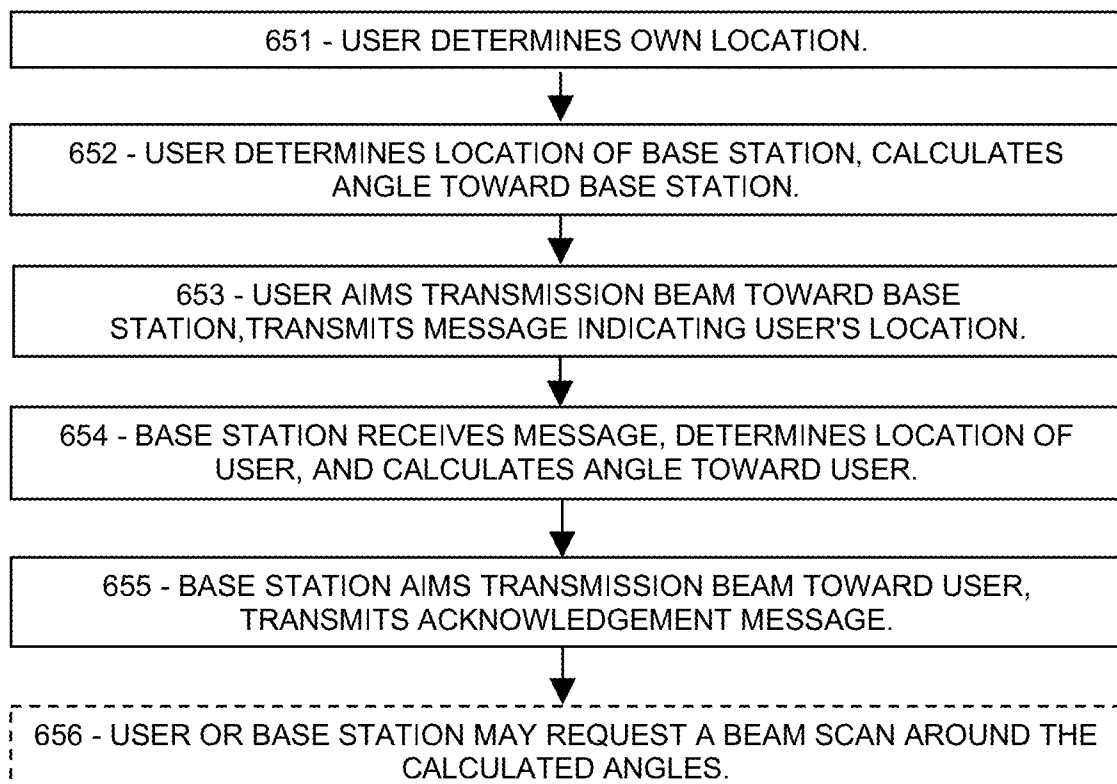 651 - USER DETERMINES OWN LOCATION.
652 - USER DETERMINES LOCATION OF BASE STATION, CALCULATES
ANGLE TOWARD BASE STATION.
653 - USER AIMS TRANSMISSION BEAM TOWARD BASE
STATION,TRANSMITS MESSAGE INDICATING USER'S LOCATION.
654 - BASE STATION RECEIVES MESSAGE, DETERMINES LOCATION OF
USER, AND CALCULATES ANGLE TOWARD USER.
655 - BASE STATION AIMS TRANSMISSION BEAM TOWARD USER,
TRANSMITS ACKNOWLEDGEMENT MESSAGE.
656 - USER OR BASE STATION MAY REQUEST A BEAM SCAN AROUND THE
CALCULATED ANGLES.